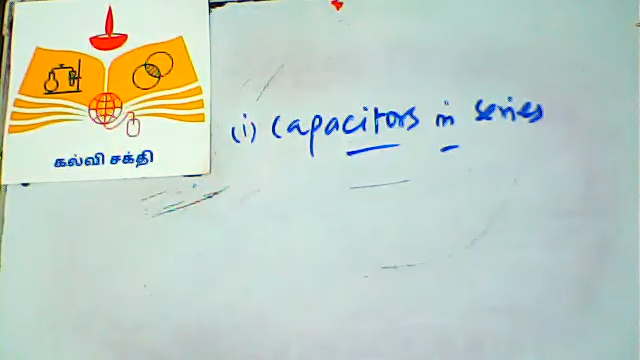 கல்வி சக்தி
(i) capacitors in series